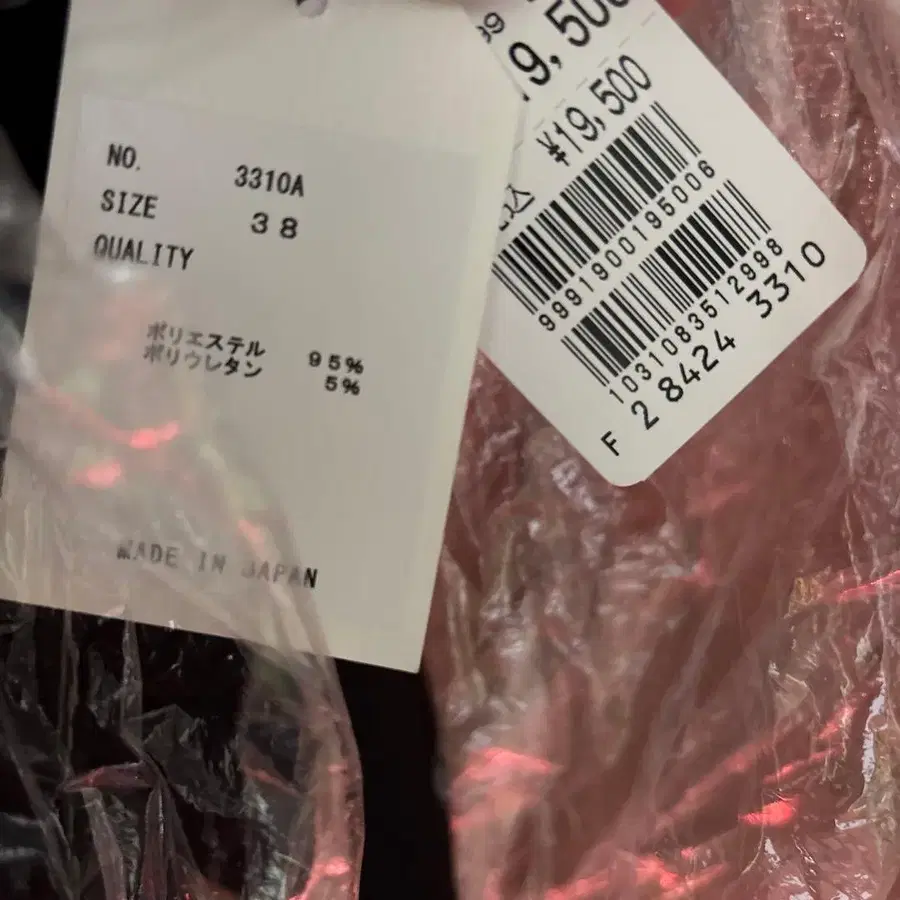 NO. 3310A
SIZE 38
QUALITY
ポリエステル 95%
ポリウレタン 5%
MADE IN JAPAN
¥19,500
9991900195006
1031083512998
F 28424 3310